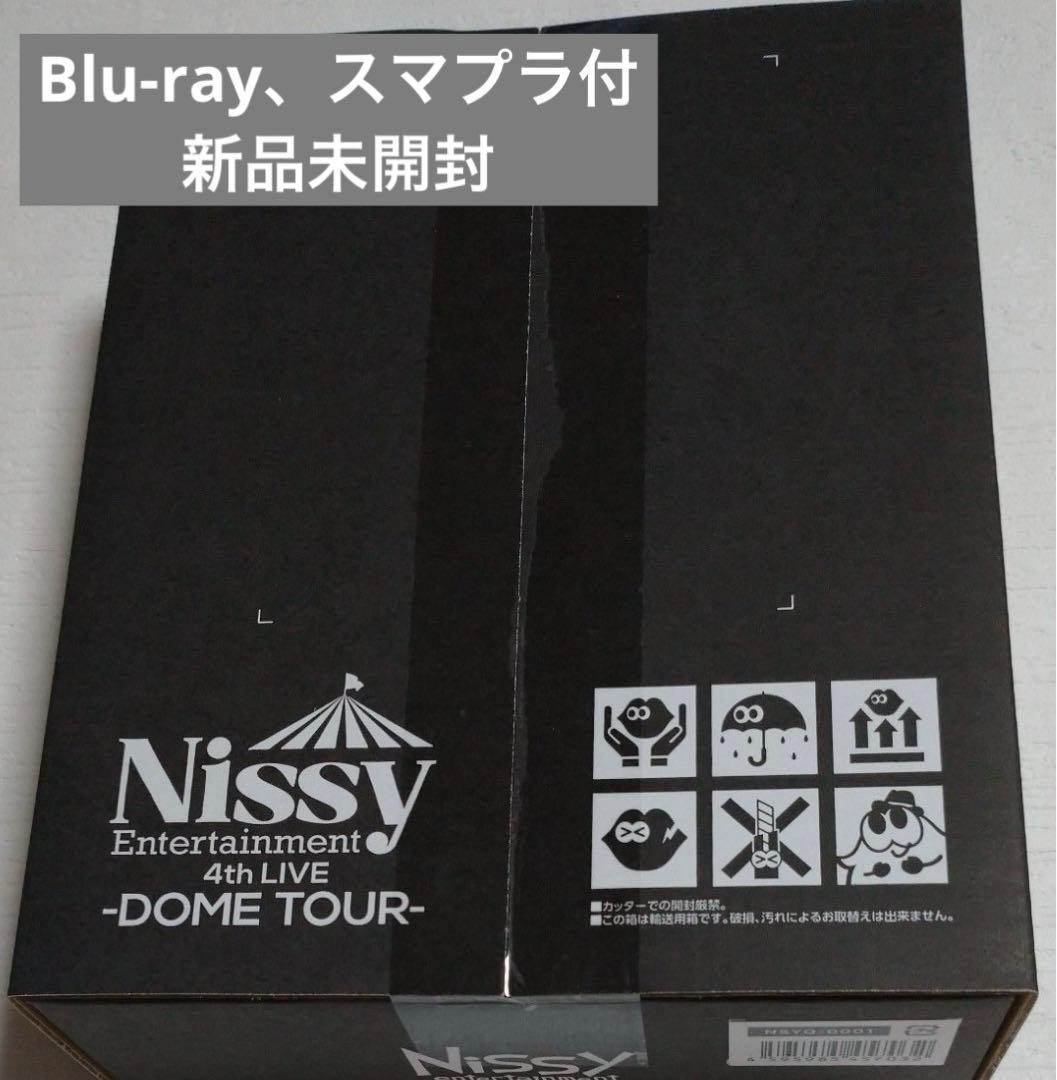 Blu-ray、スマプラ付
新品未開封
Nissy
Entertainment
4th LIVE
-DOME TOUR-
■カッターでの開封厳禁。
■この箱は輸送用箱です。破損、汚れによるお取替えは出来ません。
NSYQ-0001
Nissy
entertainment